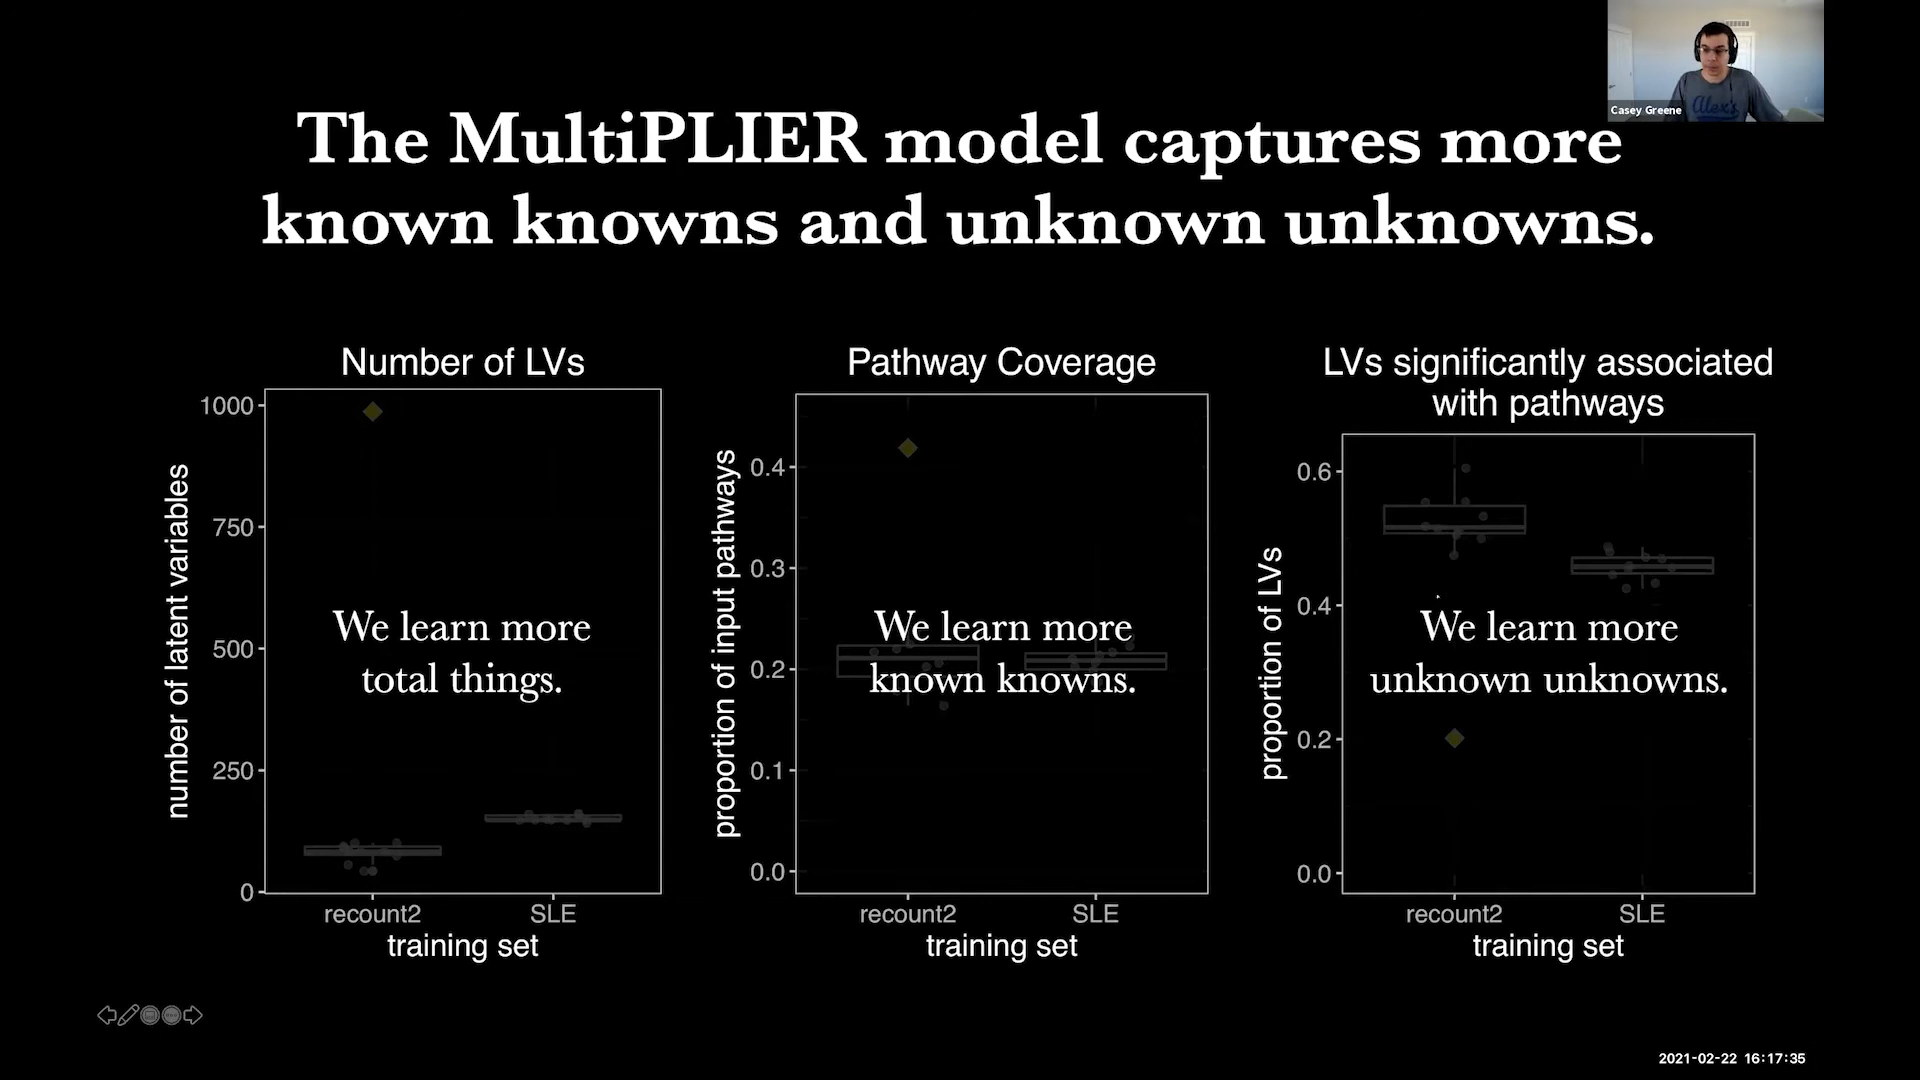 Casey Greene
The MultiPLIER model captures more
known knowns and unknown unknowns.
Number of LVs
number of latent variables
1000
750
500
250
0
We learn more
total things.
recount2
SLE
training set
Pathway Coverage
proportion of input pathways
0.4
0.3
0.2
0.1
0.0
We learn more
known knowns.
recount2
SLE
training set
LVs significantly associated
with pathways
proportion of LVs
0.6
0.4
0.2
0.0
We learn more
unknown unknowns.
recount2
SLE
training set
2021-02-22 16:17:35